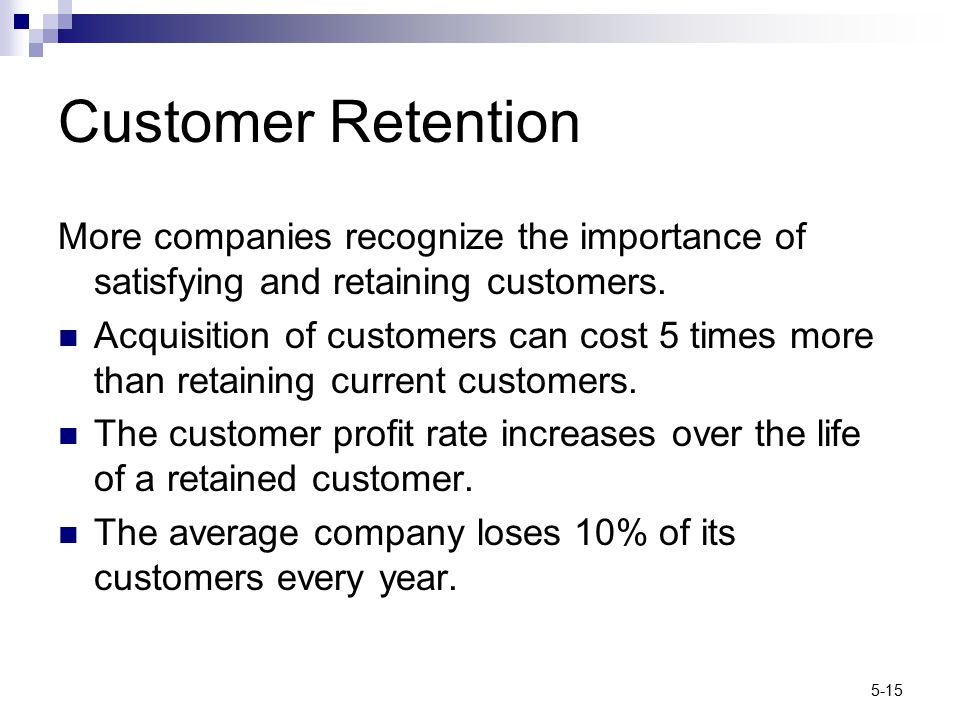 Customer Retention
More companies recognize the importance of
satisfying and retaining customers.
Acquisition of customers can cost 5 times more
than retaining current customers.
The customer profit rate increases over the life
of a retained customer.
The average company loses 10% of its
customers every year.
5-15